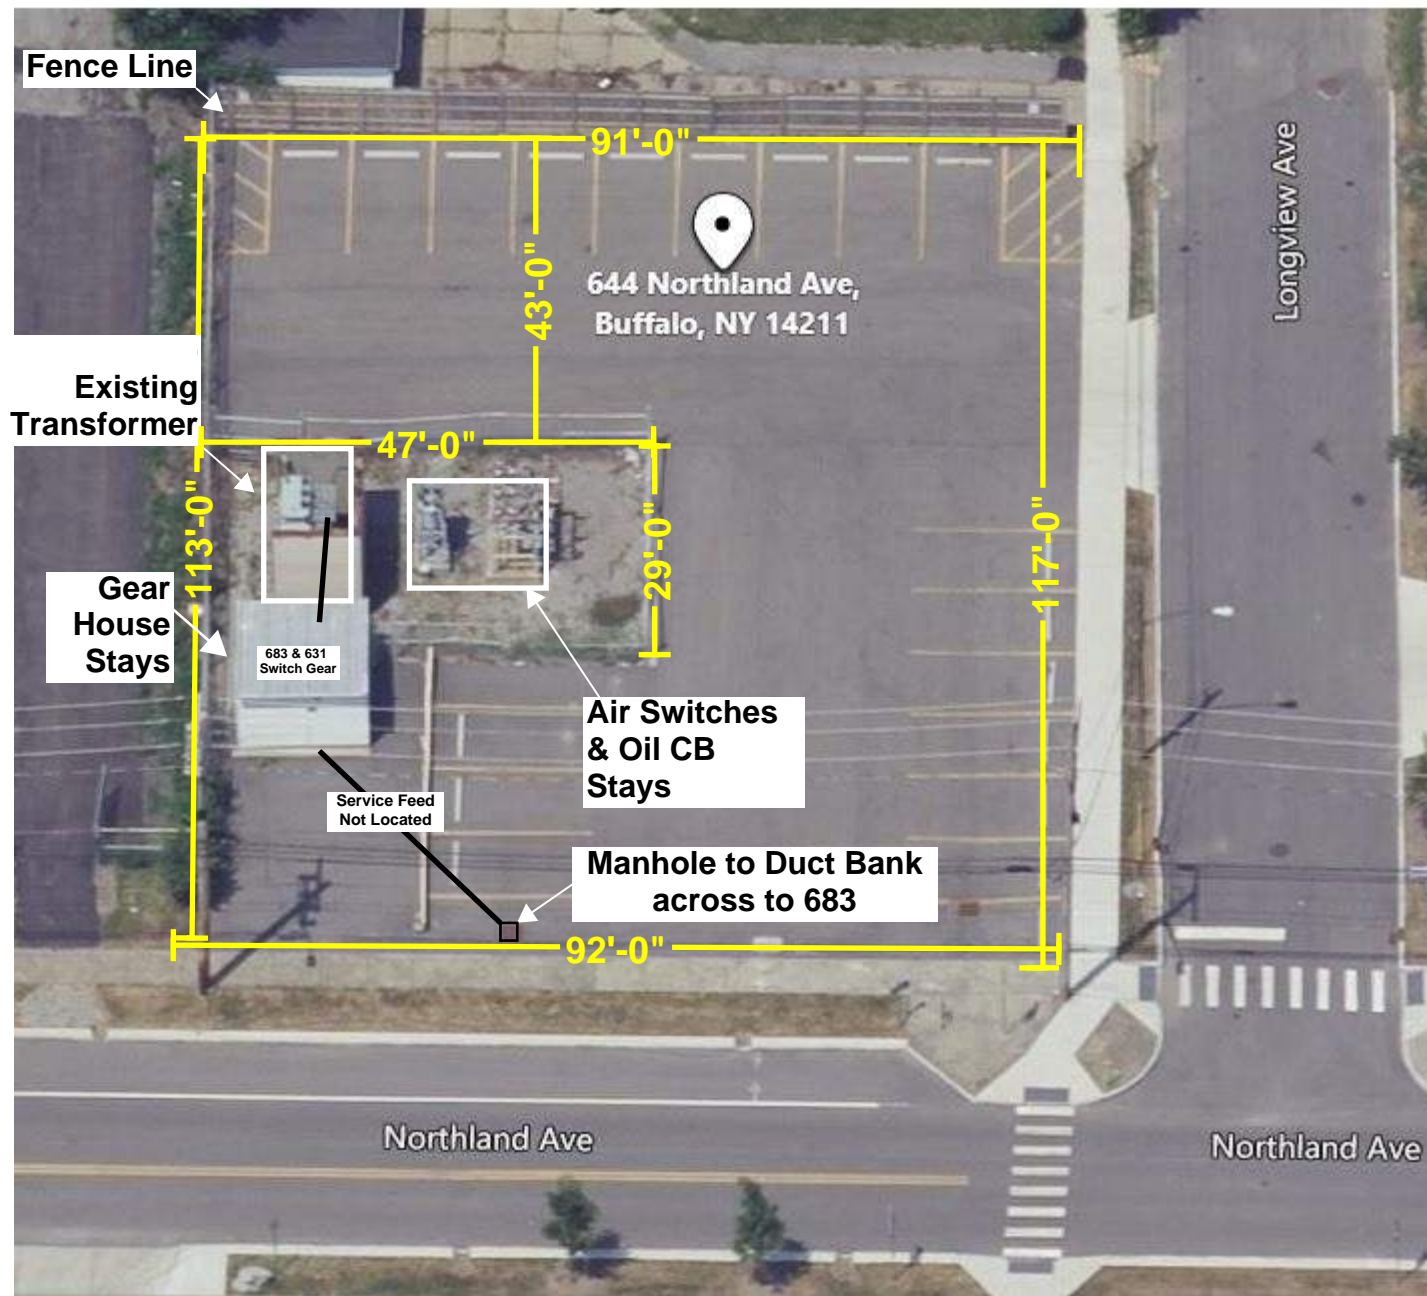 Fence Line
91'-0"
Longview Ave
43'-0"
644 Northland Ave,
Buffalo, NY 14211
Existing
Transformer
47'-0"
113'-0"
29'-0"
117'-0"
Gear
House
Stays
683 & 631
Switch Gear
Air Switches
& Oil CB
Stays
Service Feed
Not Located
Manhole to Duct Bank
across to 683
92'-0"
Northland Ave
Northland Ave